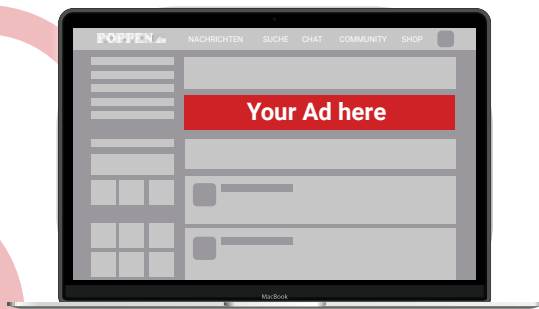 POPPEN.de
NACHRICHTEN SUCHE CHAT COMMUNITY SHOP
Your Ad here
MacBook